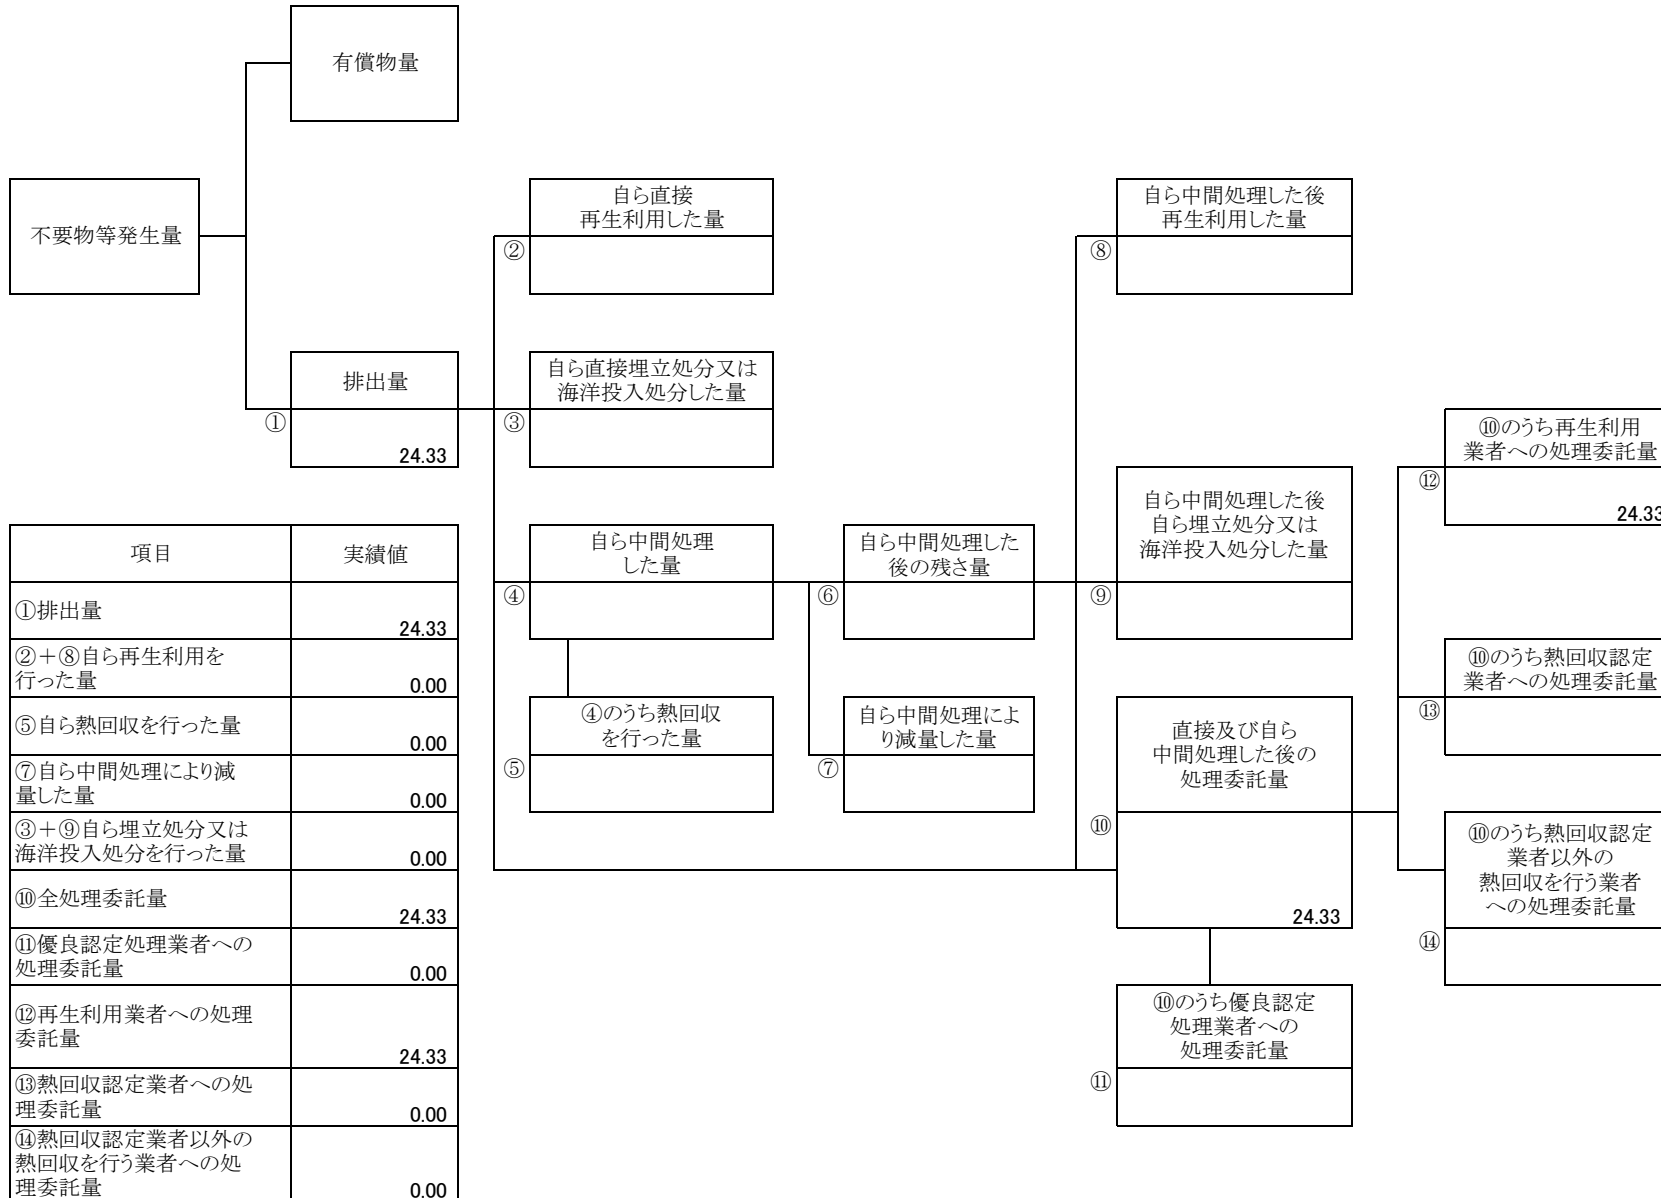 有償物量
不要物等発生量
自ら直接
再生利用した量
②
自ら中間処理した後
再生利用した量
⑧
排出量
①
24.33
自ら直接埋立処分又は
海洋投入処分した量
③
⑩のうち再生利用
業者への処理委託量
⑫
24.33
自ら中間処理した後
自ら埋立処分又は
海洋投入処分した量
⑨
自ら中間処理
した量
④
自ら中間処理した
後の残さ量
⑥
⑩のうち熱回収認定
業者への処理委託量
⑬
④のうち熱回収
を行った量
⑤
自ら中間処理によ
り減量した量
⑦
直接及び自ら
中間処理した後の
処理委託量
⑩
24.33
⑩のうち熱回収認定
業者以外の
熱回収を行う業者
への処理委託量
⑭
⑩のうち優良認定
処理業者への
処理委託量
⑪
項目 実績値
①排出量
24.33
②+⑧自ら再生利用を
行った量
0.00
⑤自ら熱回収を行った量
0.00
⑦自ら中間処理により減
量した量
0.00
③+⑨自ら埋立処分又は
海洋投入処分を行った量
0.00
⑩全処理委託量
24.33
⑪優良認定処理業者への
処理委託量
0.00
⑫再生利用業者への処理
委託量
24.33
⑬熱回収認定業者への処
理委託量
0.00
⑭熱回収認定業者以外の
熱回収を行う業者への処
理委託量
0.00